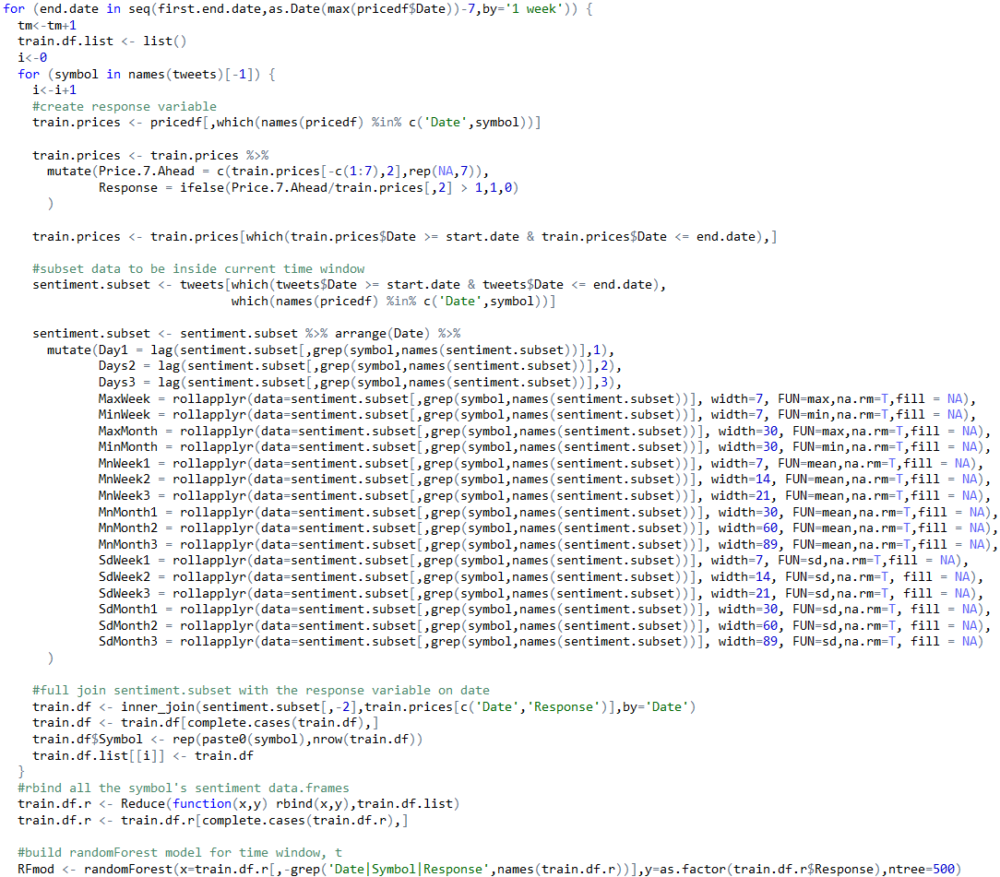 for (end.date in seq(first.end.date,as.Date(max(pricedf$Date))-7,by='1 week')) {
  tm<-tm+1
  train.df.list <- list()
  i<-0
  for (symbol in names(tweets)[-1]) {
    i<-i+1
    #create response variable
    train.prices <- pricedf[,which(names(pricedf) %in% c('Date',symbol))]
    train.prices <- train.prices %>%
      mutate(Price.7.Ahead = c(train.prices[-c(1:7),2],rep(NA,7)),
             Response = ifelse(Price.7.Ahead/train.prices[,2] > 1,1,0)
      )
    train.prices <- train.prices[which(train.prices$Date >= start.date & train.prices$Date <= end.date),]
    #subset data to be inside current time window
    sentiment.subset <- tweets[which(tweets$Date >= start.date & tweets$Date <= end.date),
                               which(names(pricedf) %in% c('Date',symbol))]
    sentiment.subset <- sentiment.subset %>% arrange(Date) %>%
      mutate(Day1 = lag(sentiment.subset[,grep(symbol,names(sentiment.subset))],1),
             Days2 = lag(sentiment.subset[,grep(symbol,names(sentiment.subset))],2),
             Days3 = lag(sentiment.subset[,grep(symbol,names(sentiment.subset))],3),
             MaxWeek = rollapplyr(data=sentiment.subset[,grep(symbol,names(sentiment.subset))], width=7, FUN=max,na.rm=T,fill = NA),
             MinWeek = rollapplyr(data=sentiment.subset[,grep(symbol,names(sentiment.subset))], width=7, FUN=min,na.rm=T,fill = NA),
             MaxMonth = rollapplyr(data=sentiment.subset[,grep(symbol,names(sentiment.subset))], width=30, FUN=max,na.rm=T,fill = NA),
             MinMonth = rollapplyr(data=sentiment.subset[,grep(symbol,names(sentiment.subset))], width=30, FUN=min,na.rm=T,fill = NA),
             MnWeek1 = rollapplyr(data=sentiment.subset[,grep(symbol,names(sentiment.subset))], width=7, FUN=mean,na.rm=T,fill = NA),
             MnWeek2 = rollapplyr(data=sentiment.subset[,grep(symbol,names(sentiment.subset))], width=14, FUN=mean,na.rm=T,fill = NA),
             MnWeek3 = rollapplyr(data=sentiment.subset[,grep(symbol,names(sentiment.subset))], width=21, FUN=mean,na.rm=T,fill = NA),
             MnMonth1 = rollapplyr(data=sentiment.subset[,grep(symbol,names(sentiment.subset))], width=30, FUN=mean,na.rm=T,fill = NA),
             MnMonth2 = rollapplyr(data=sentiment.subset[,grep(symbol,names(sentiment.subset))], width=60, FUN=mean,na.rm=T,fill = NA),
             MnMonth3 = rollapplyr(data=sentiment.subset[,grep(symbol,names(sentiment.subset))], width=89, FUN=mean,na.rm=T,fill = NA),
             SdWeek1 = rollapplyr(data=sentiment.subset[,grep(symbol,names(sentiment.subset))], width=7, FUN=sd,na.rm=T,fill = NA),
             SdWeek2 = rollapplyr(data=sentiment.subset[,grep(symbol,names(sentiment.subset))], width=14, FUN=sd,na.rm=T, fill = NA),
             SdWeek3 = rollapplyr(data=sentiment.subset[,grep(symbol,names(sentiment.subset))], width=21, FUN=sd,na.rm=T, fill = NA),
             SdMonth1 = rollapplyr(data=sentiment.subset[,grep(symbol,names(sentiment.subset))], width=30, FUN=sd,na.rm=T, fill = NA),
             SdMonth2 = rollapplyr(data=sentiment.subset[,grep(symbol,names(sentiment.subset))], width=60, FUN=sd,na.rm=T, fill = NA),
             SdMonth3 = rollapplyr(data=sentiment.subset[,grep(symbol,names(sentiment.subset))], width=89, FUN=sd,na.rm=T, fill = NA)
      )
    #full join sentiment.subset with the response variable on date
    train.df <- inner_join(sentiment.subset[,-2],train.prices[c('Date','Response')],by='Date')
    train.df <- train.df[complete.cases(train.df),]
    train.df$Symbol <- rep(paste0(symbol),nrow(train.df))
    train.df.list[[i]] <- train.df
  }
  #rbind all the symbol's sentiment data.frames
  train.df.r <- Reduce(function(x,y) rbind(x,y),train.df.list)
  train.df.r <- train.df.r[complete.cases(train.df.r),]
  #build randomForest model for time window, t
  RFmod <- randomForest(x=train.df.r[,-grep('Date|Symbol|Response',names(train.df.r))],y=as.factor(train.df.r$Response),ntree=500)